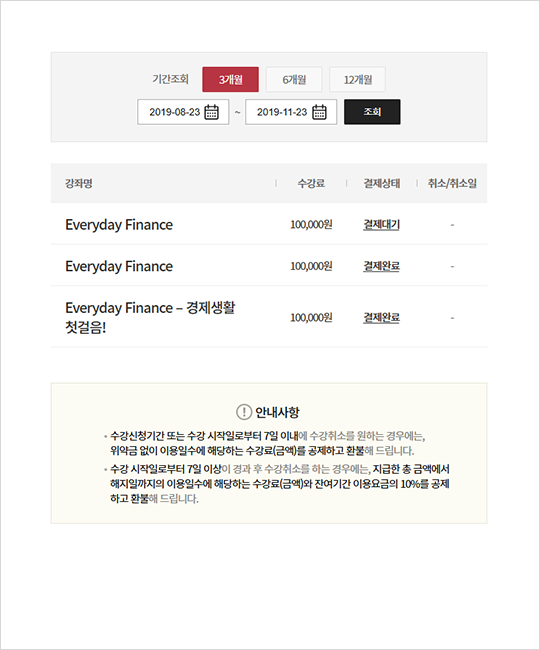 기간조회 3개월 6개월 12개월
2019-08-23 ~ 2019-11-23 조회
강좌명 수강료 결제상태 취소/취소일
Everyday Finance 100,000원 결제대기 -
Everyday Finance 100,000원 결제완료 -
Everyday Finance – 경제생활
첫걸음! 100,000원 결제완료 -
안내사항
- 수강신청기간 또는 수강 시작일로부터 7일 이내에 수강취소를 원하는 경우에는,
위약금 없이 이용일수에 해당하는 수강료(금액)를 공제하고 환불해 드립니다.
- 수강 시작일로부터 7일 이상이 경과 후 수강취소를 하는 경우에는, 지급한 총 금액에서
해지일까지의 이용일수에 해당하는 수강료(금액)와 잔여기간 이용요금의 10%를 공제
하고 환불해 드립니다.